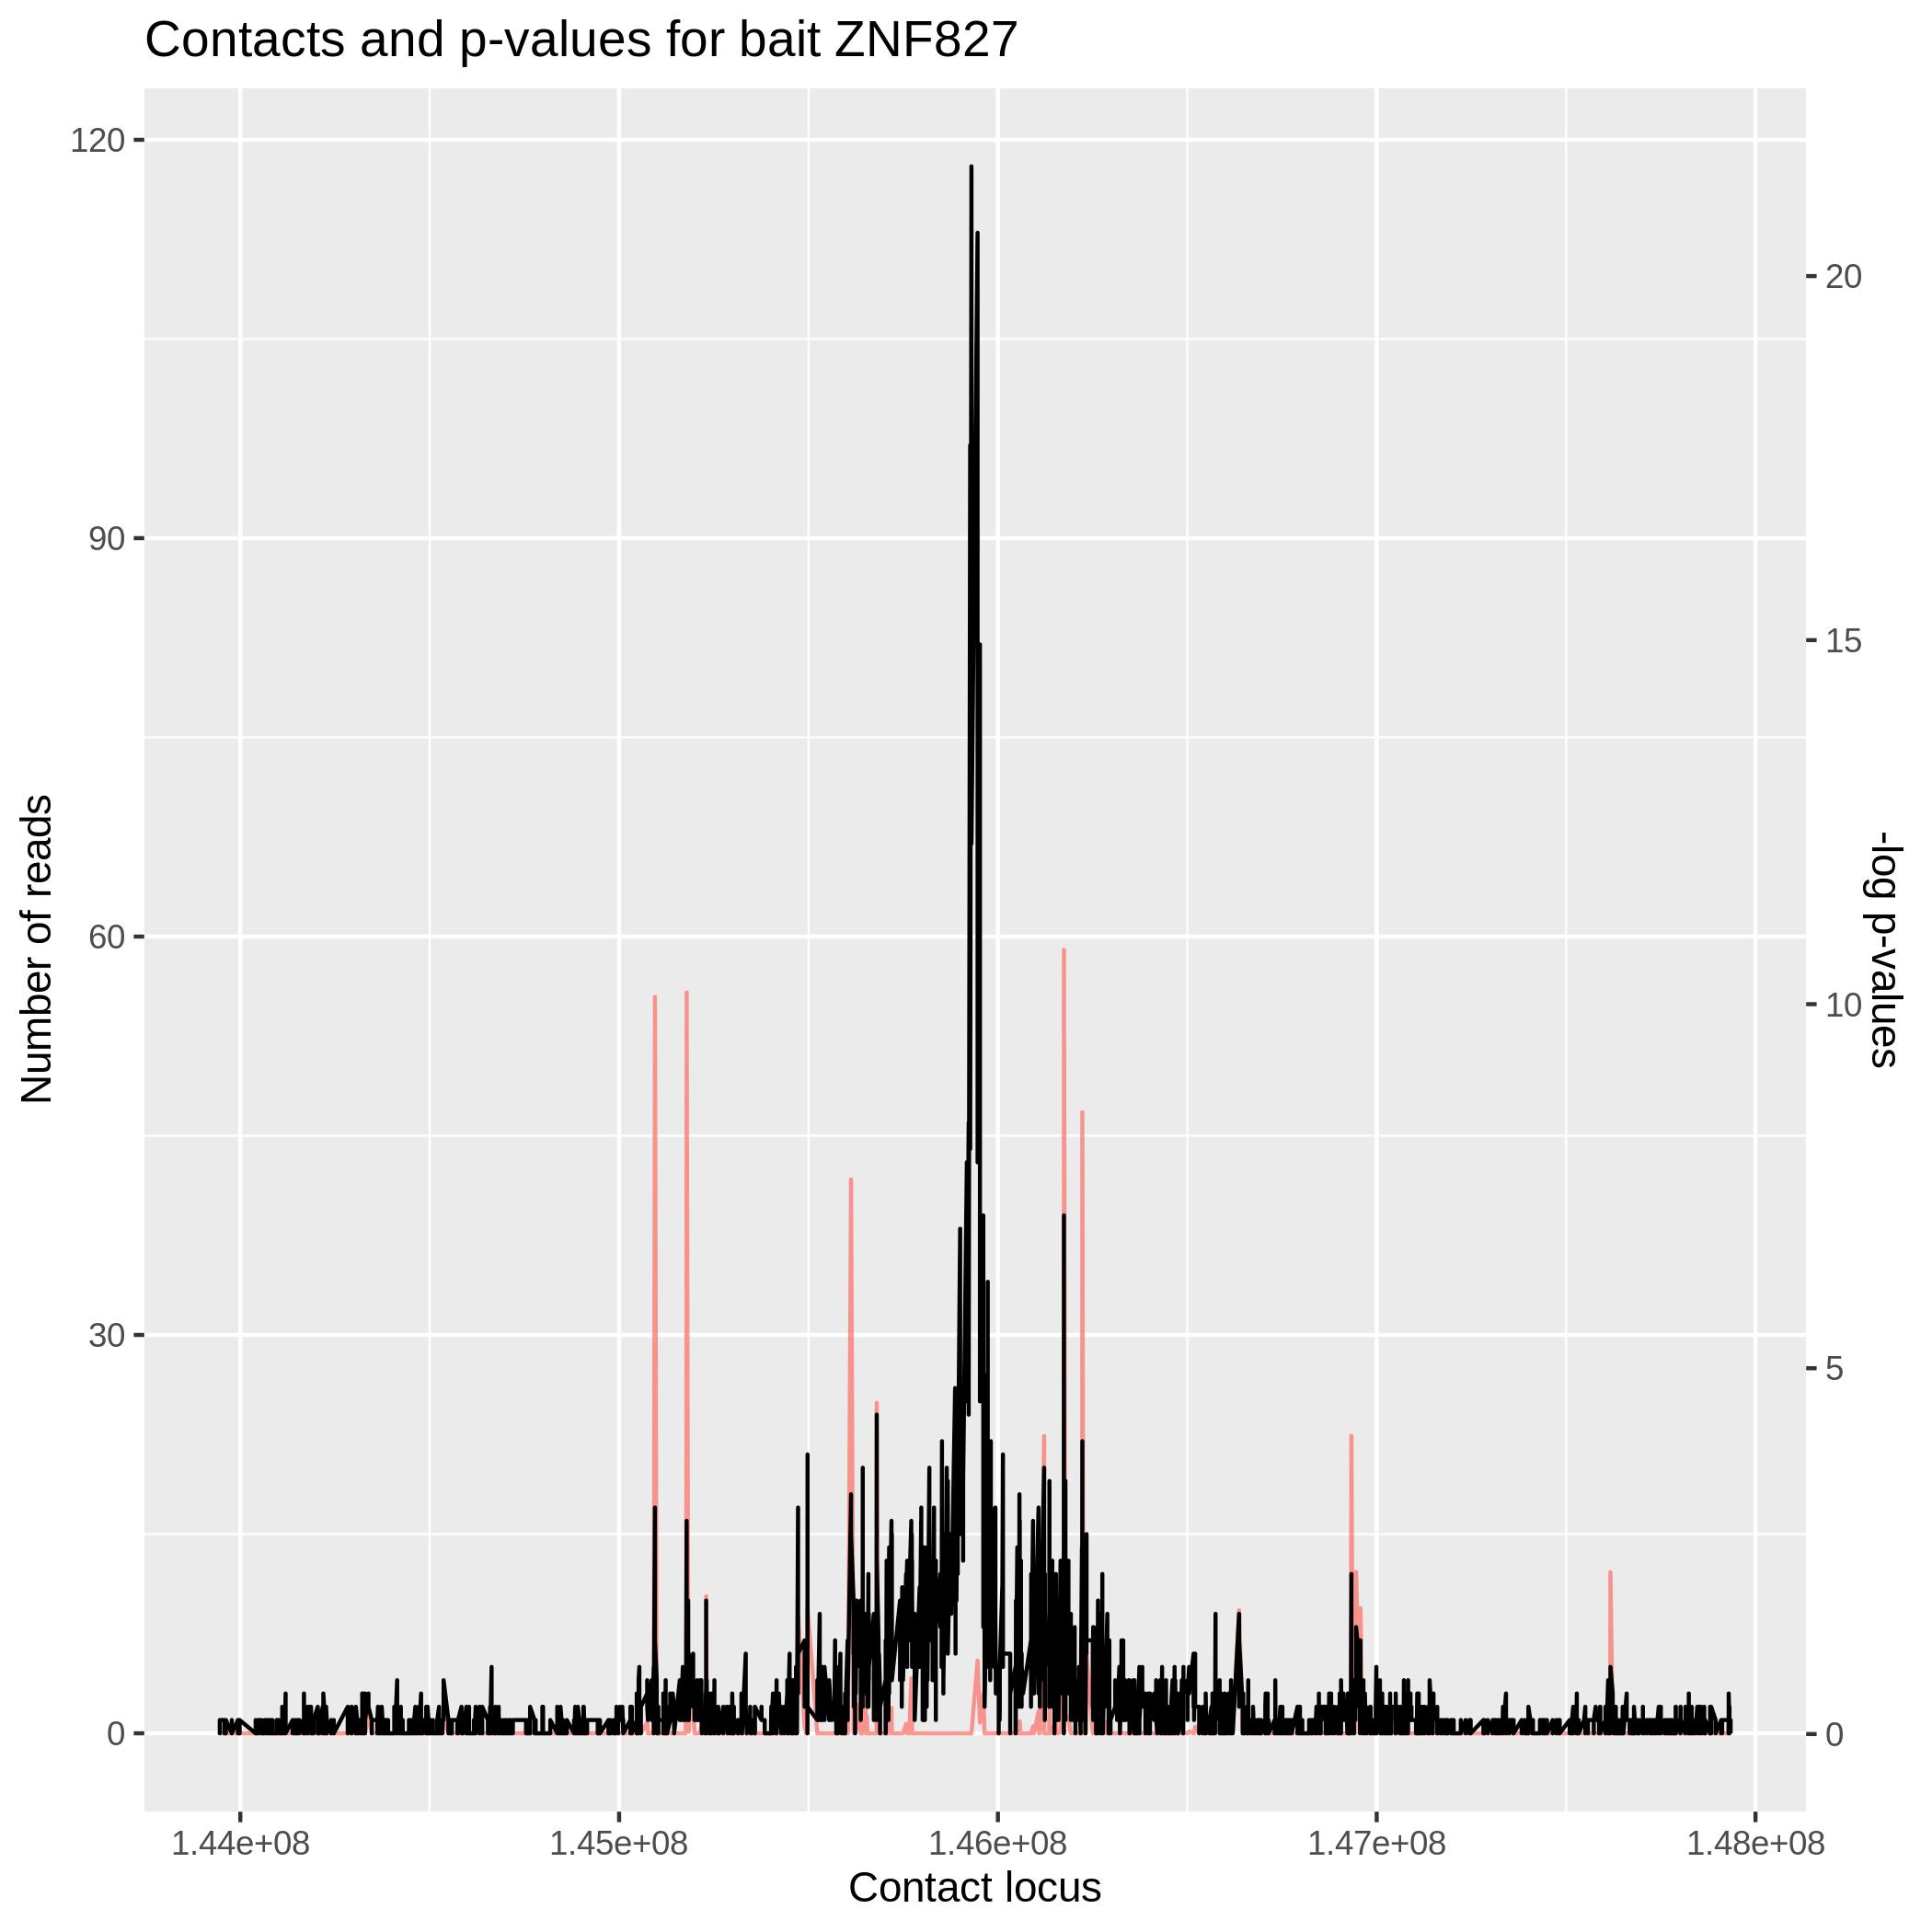 Contacts and p-values for bait ZNF827
120
90
60
30
0
Number of reads
20
15
10
5
0
-log p-values
1.44e+08
1.45e+08
1.46e+08
1.47e+08
1.48e+08
Contact locus